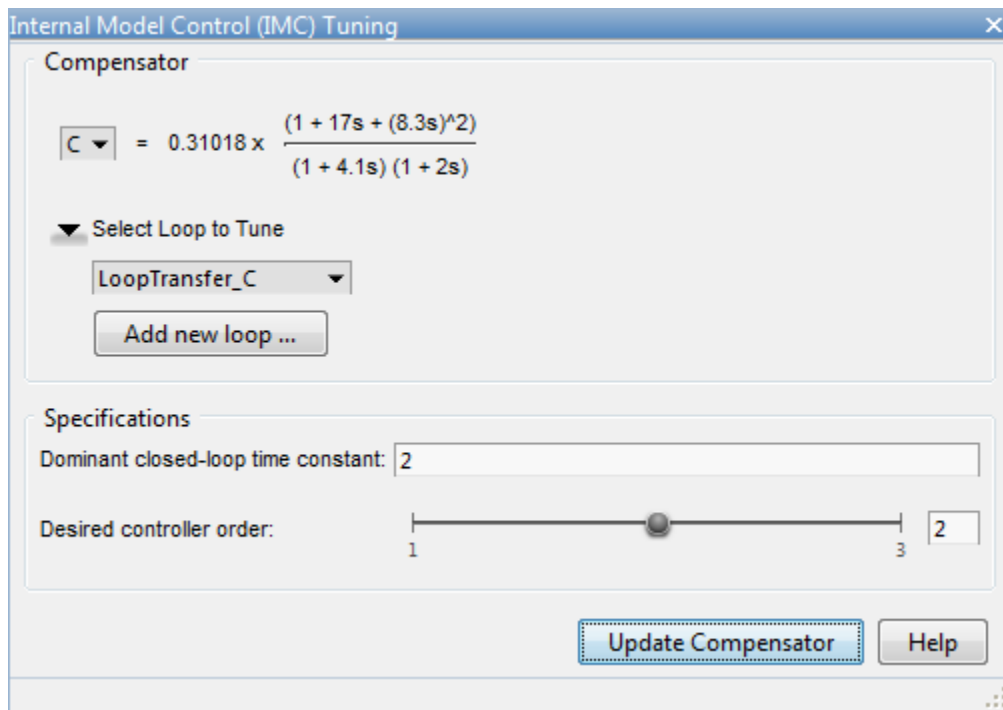 Internal Model Control (IMC) Tuning
Compensator
(1 + 17s + (8.3s)^2)
C = 0.31018 x
(1 + 4.1s) (1 + 2s)
Select Loop to Tune
LoopTransfer_C
Add new loop ...
Specifications
Dominant closed-loop time constant: 2
Desired controller order: 2
1 3
Update Compensator Help